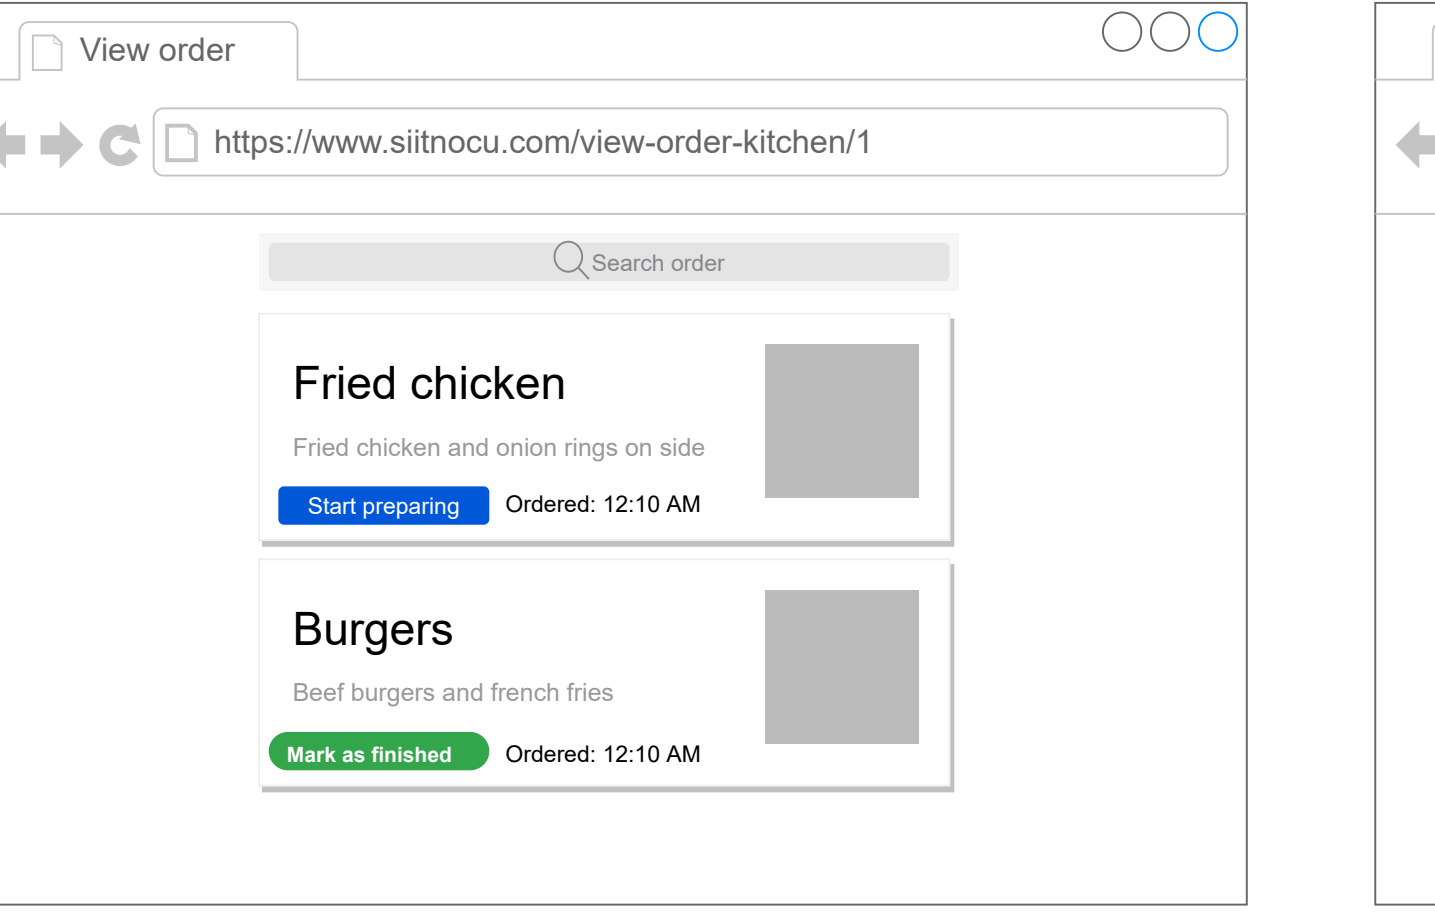 View order
https://www.siitnocu.com/view-order-kitchen/1
Search order
Fried chicken
Fried chicken and onion rings on side
Start preparing
Ordered: 12:10 AM
Burgers
Beef burgers and french fries
Mark as finished
Ordered: 12:10 AM